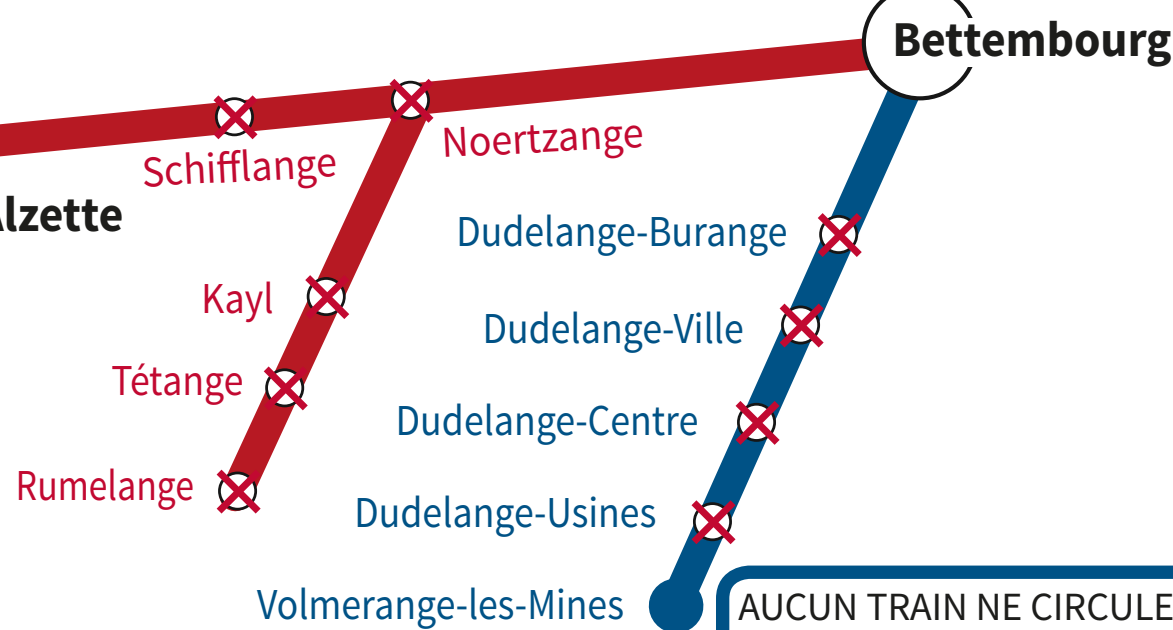 Bettembourg
Noertzange
Schifflange
lzette
Dudelange-Burange
Kayl
Dudelange-Ville
Tétange
Dudelange-Centre
Rumelange
Dudelange-Usines
Volmerange-les-Mines
AUCUN TRAIN NE CIRCULE